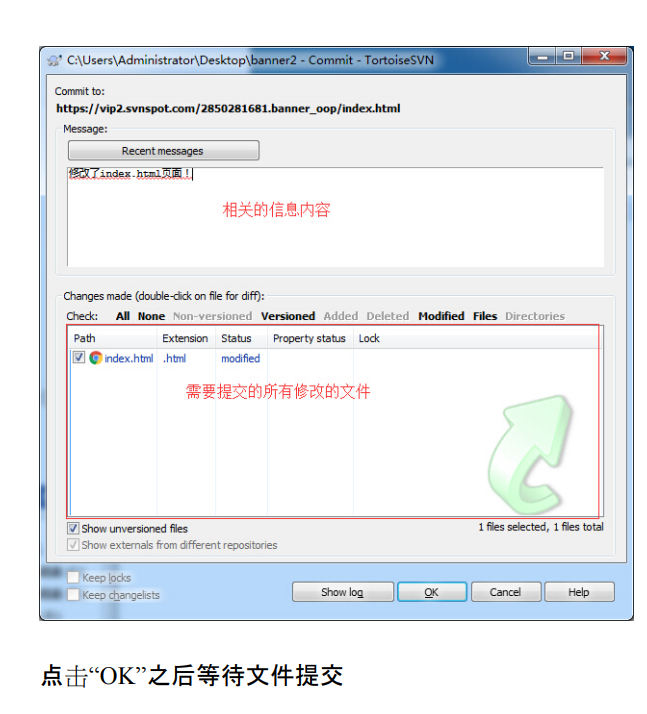 C:\Users\Administrator\Desktop\banner2 - Commit - TortoiseSVN
Commit to:
https://vip2.svnspot.com/2850281681.banner_oop/index.html
Message:
Recent messages
修改了index.html页面！
相关的信息内容
Changes made (double-click on file for diff):
Check: All None Non-versioned Versioned Added Deleted Modified Files Directories
Path Extension Status Property status Lock
index.html .html modified
需要提交的所有修改的文件
Show unversioned files 1 files selected, 1 files total
Show externals from different repositories
Keep locks
Keep changelists
Show log OK Cancel Help
点击“OK”之后等待文件提交